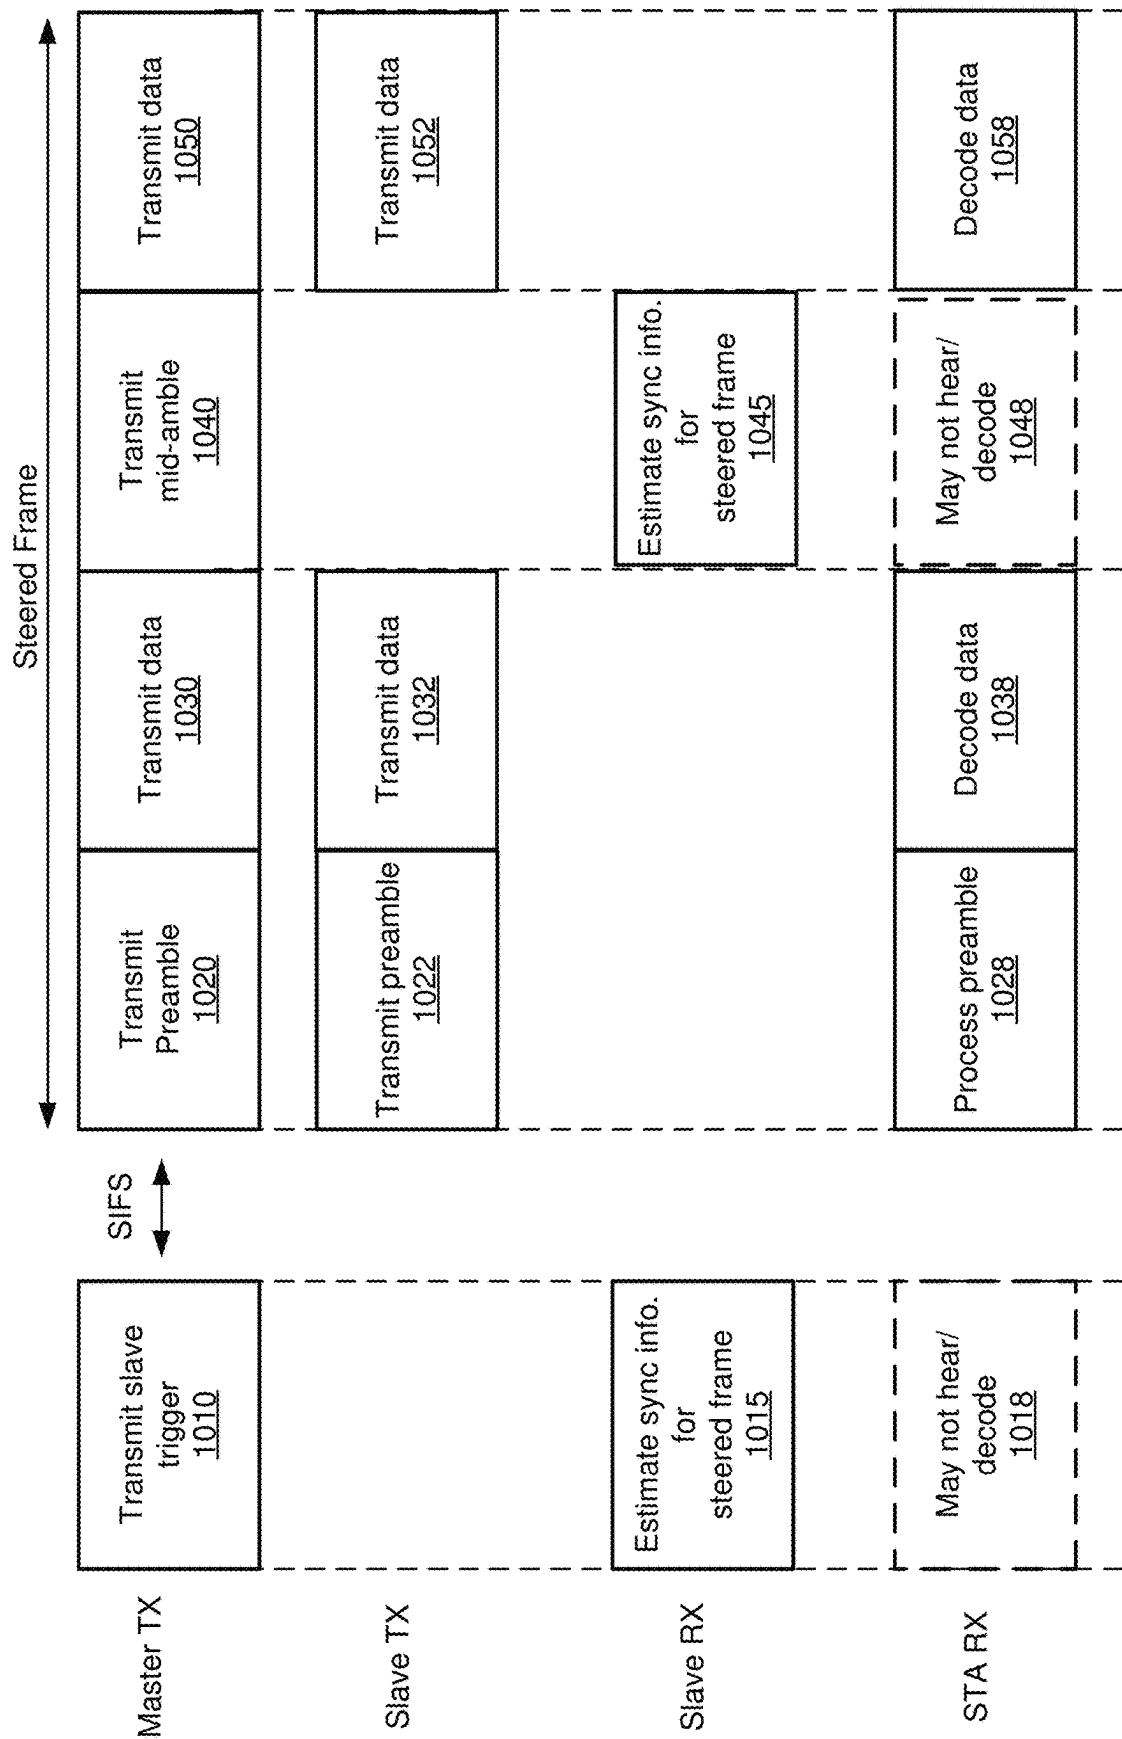 Steered Frame
SIFS
Master TX
Transmit slave
trigger
1010
Transmit
Preamble
1020
Transmit data
1030
Transmit
mid-amble
1040
Transmit data
1050
Slave TX
Transmit preamble
1022
Transmit data
1032
Transmit data
1052
Slave RX
Estimate sync info.
for
steered frame
1015
Estimate sync info.
for
steered frame
1045
STA RX
May not hear/
decode
1018
Process preamble
1028
Decode data
1038
May not hear/
decode
1048
Decode data
1058